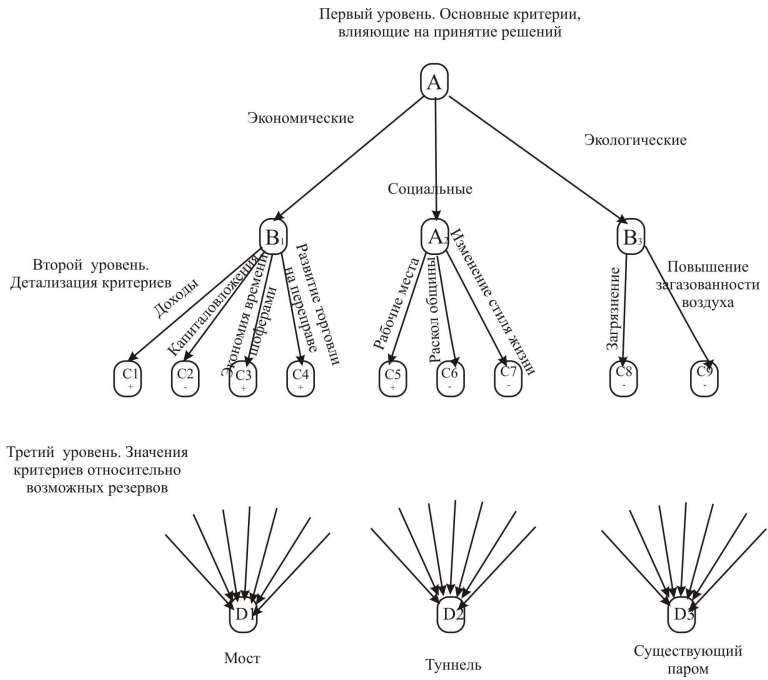 Первый уровень. Основные критерии,
влияющие на принятие решений
A
Экономические
Экологические
Социальные
B1
A2
B3
Второй уровень.
Детализация критериев
Доходы
Капиталовложения
Экономия времени
шоферами
Развитие торговли
на переправе
Рабочие места
Раскол общины
Изменение стиля жизни
Загрязнение
Повышение
загазованности
воздуха
C1
+
C2
-
C3
+
C4
+
C5
+
C6
-
C7
-
C8
-
C9
-
Третий уровень. Значения
критериев относительно
возможных резервов
D1
D2
D3
Мост
Туннель
Существующий
паром